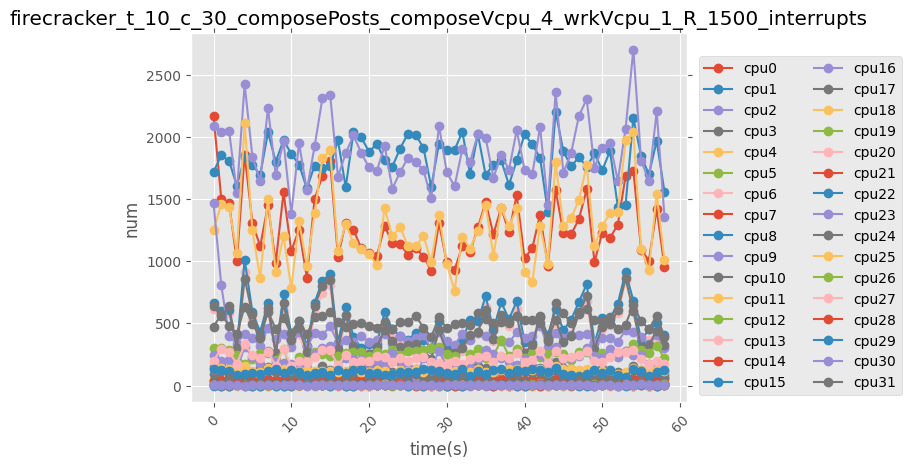 firecracker_t_10_c_30_composePosts_composeVcpu_4_wrkVcpu_1_R_1500_interrupts
num
2500
2000
1500
1000
500
0
0 10 20 30 40 50 60
time(s)
cpu0 cpu16
cpu1 cpu17
cpu2 cpu18
cpu3 cpu19
cpu4 cpu20
cpu5 cpu21
cpu6 cpu22
cpu7 cpu23
cpu8 cpu24
cpu9 cpu25
cpu10 cpu26
cpu11 cpu27
cpu12 cpu28
cpu13 cpu29
cpu14 cpu30
cpu15 cpu31